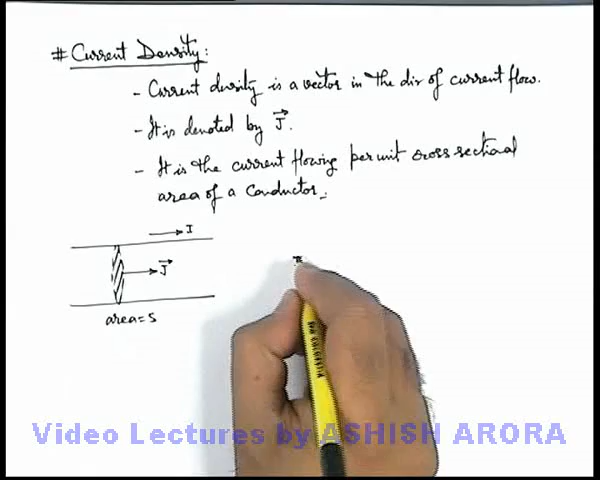 # Current Density:
- Current density is a vector in the dir of current flow.
- It is denoted by J⃗.
- It is the current flowing per unit cross sectional
area of a conductor.
I
J⃗
area = S
Video Lectures by ASHISH ARORA